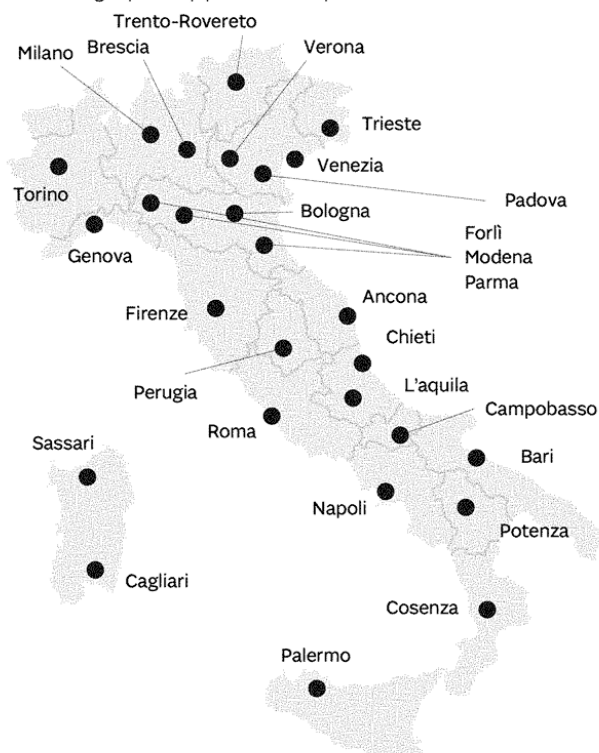 Trento-Rovereto
Milano
Brescia
Verona
Trieste
Venezia
Torino
Padova
Bologna
Genova
Forlì
Modena
Parma
Ancona
Firenze
Chieti
L'aquila
Perugia
Campobasso
Roma
Sassari
Bari
Napoli
Potenza
Cagliari
Cosenza
Palermo